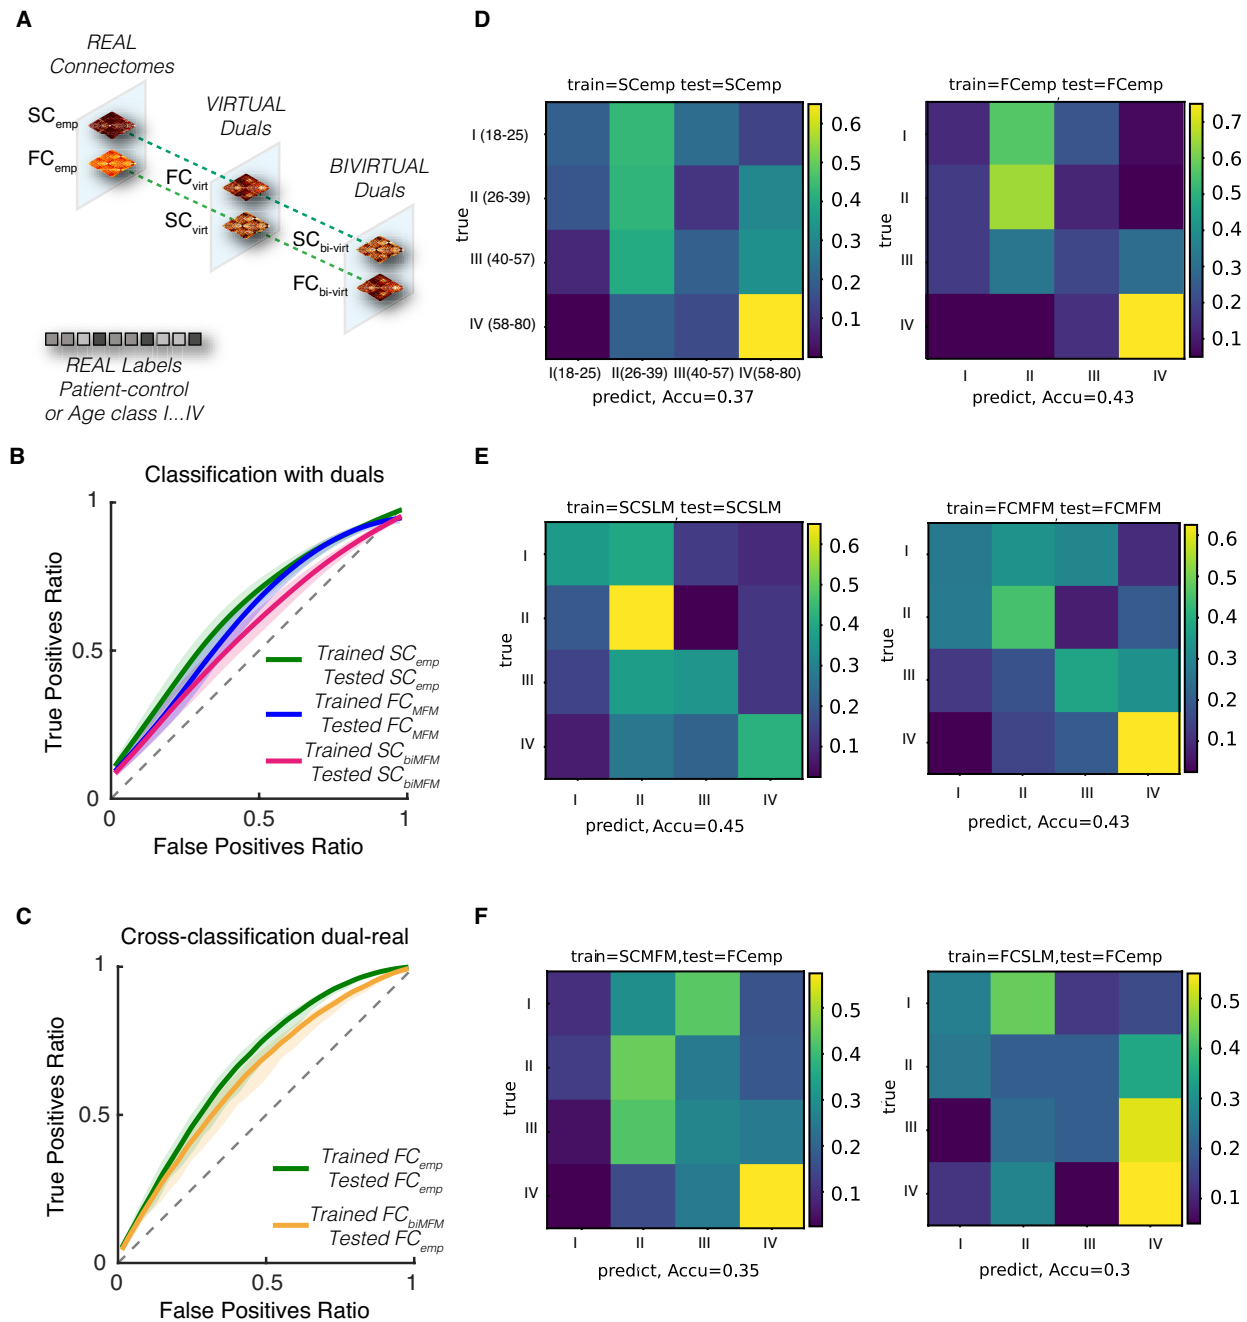 A
REAL
Connectomes
SCemp
FCemp
VIRTUAL
Duals
FCvirt
SCvirt
BIVIRTUAL
Duals
SCbi-virt
FCbi-virt
REAL Labels
Patient-control
or Age class I...IV
B
Classification with duals
True Positives Ratio
1
0.5
0
0.5
1
False Positives Ratio
Trained SCemp
Tested SCemp
Trained FCMFM
Tested FCMFM
Trained SCbiMFM
Tested SCbiMFM
C
Cross-classification dual-real
True Positives Ratio
1
0.5
0
0
0.5
1
False Positives Ratio
Trained FCemp
Tested FCemp
Trained FCbiMFM
Tested FCemp
D
train=SCemp test=SCemp
true
I (18-25)
II (26-39)
III (40-57)
IV (58-80)
I(18-25) II(26-39) III(40-57) IV(58-80)
predict, Accu=0.37
0.6
0.5
0.4
0.3
0.2
0.1
train=FCemp test=FCemp
true
I
II
III
IV
I II III IV
predict, Accu=0.43
0.7
0.6
0.5
0.4
0.3
0.2
0.1
E
train=SCSLM, test=SCSLM
true
I
II
III
IV
I II III IV
predict, Accu=0.45
0.6
0.5
0.4
0.3
0.2
0.1
train=FCMFM, test=FCMFM
true
I
II
III
IV
I II III IV
predict, Accu=0.43
0.6
0.5
0.4
0.3
0.2
0.1
F
train=SCMFM,test=FCemp
true
I
II
III
IV
I II III IV
predict, Accu=0.35
0.5
0.4
0.3
0.2
0.1
train=FCSLM,test=FCemp
true
I
II
III
IV
I II III IV
predict, Accu=0.3
0.5
0.4
0.3
0.2
0.1